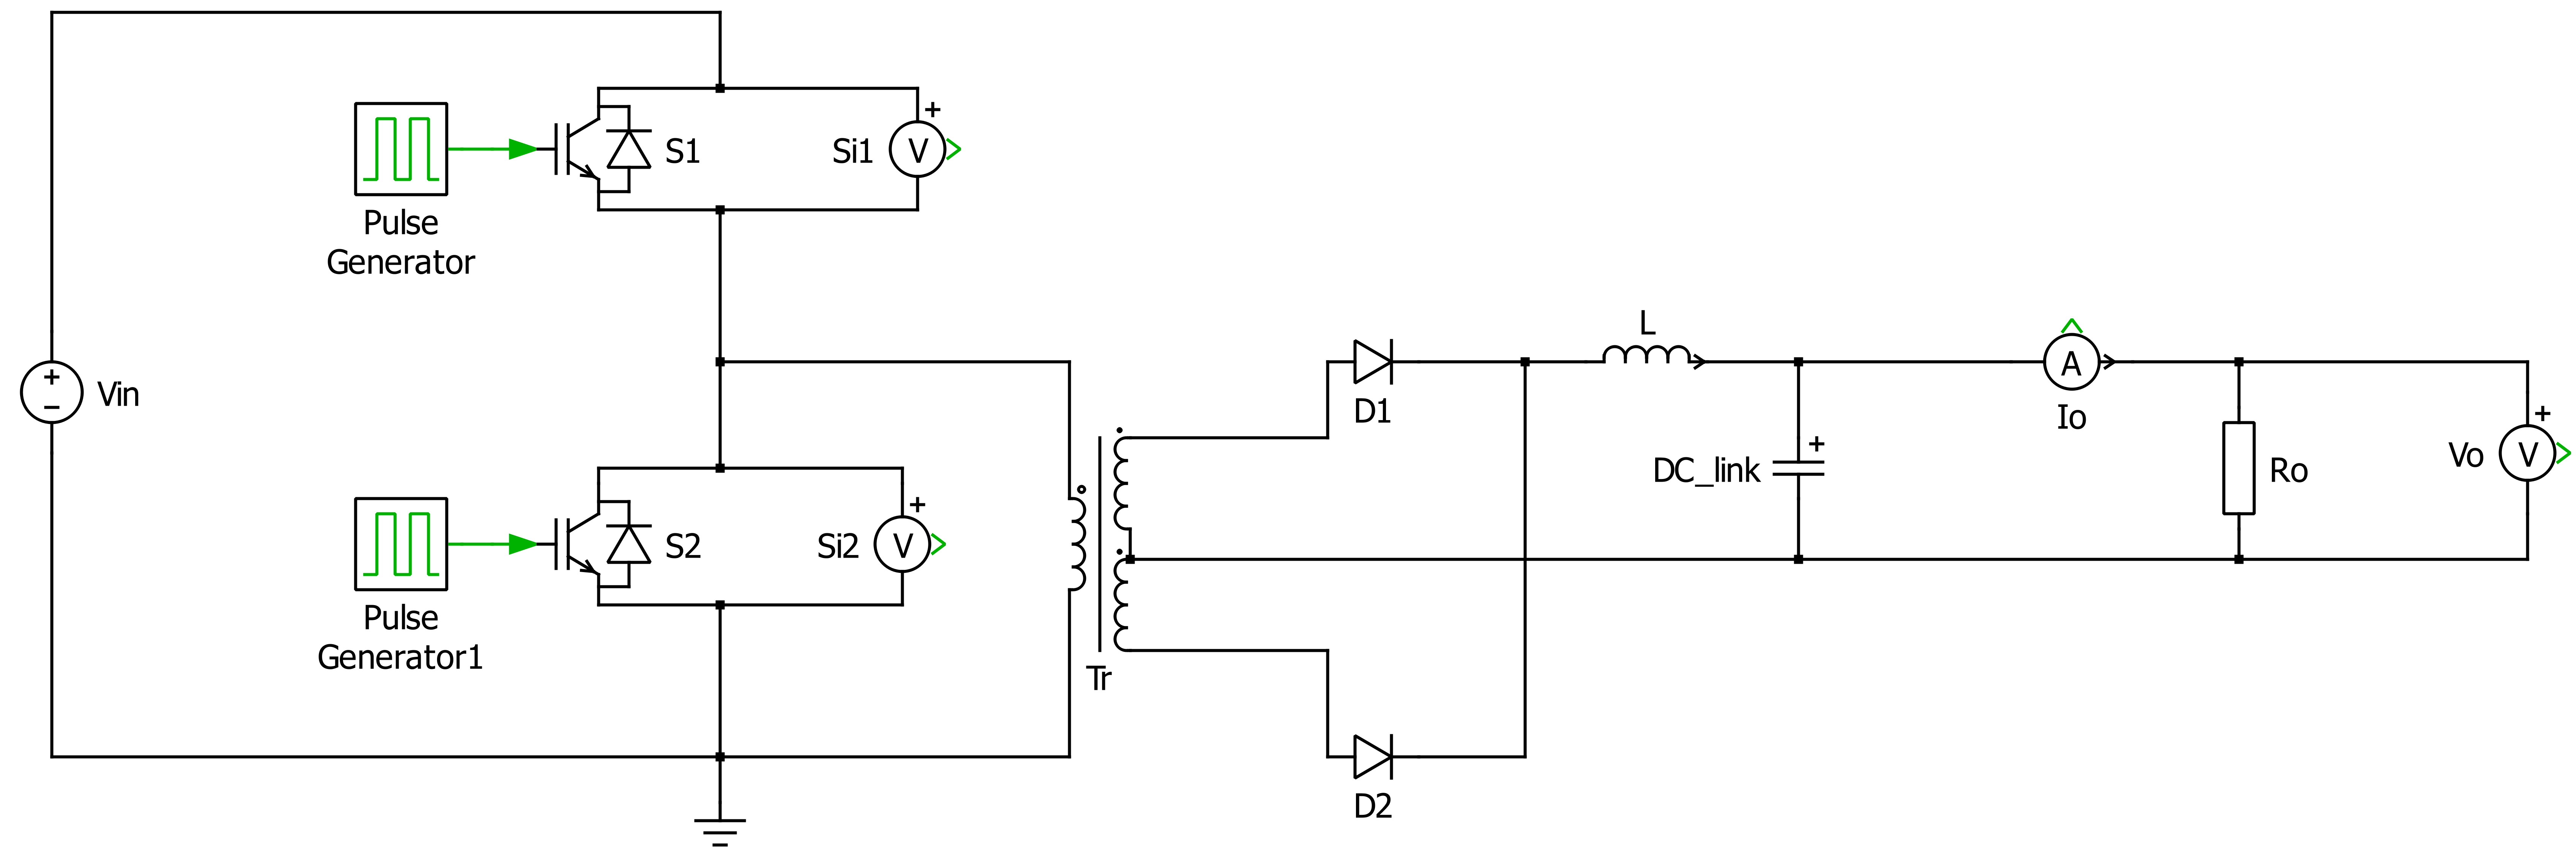 S1
Si1
V
+
Pulse
Generator
+
−
Vin
S2
Si2
V
+
Pulse
Generator1
Tr
D1
D2
L
DC_link
+
A
Io
Ro
Vo
V
+